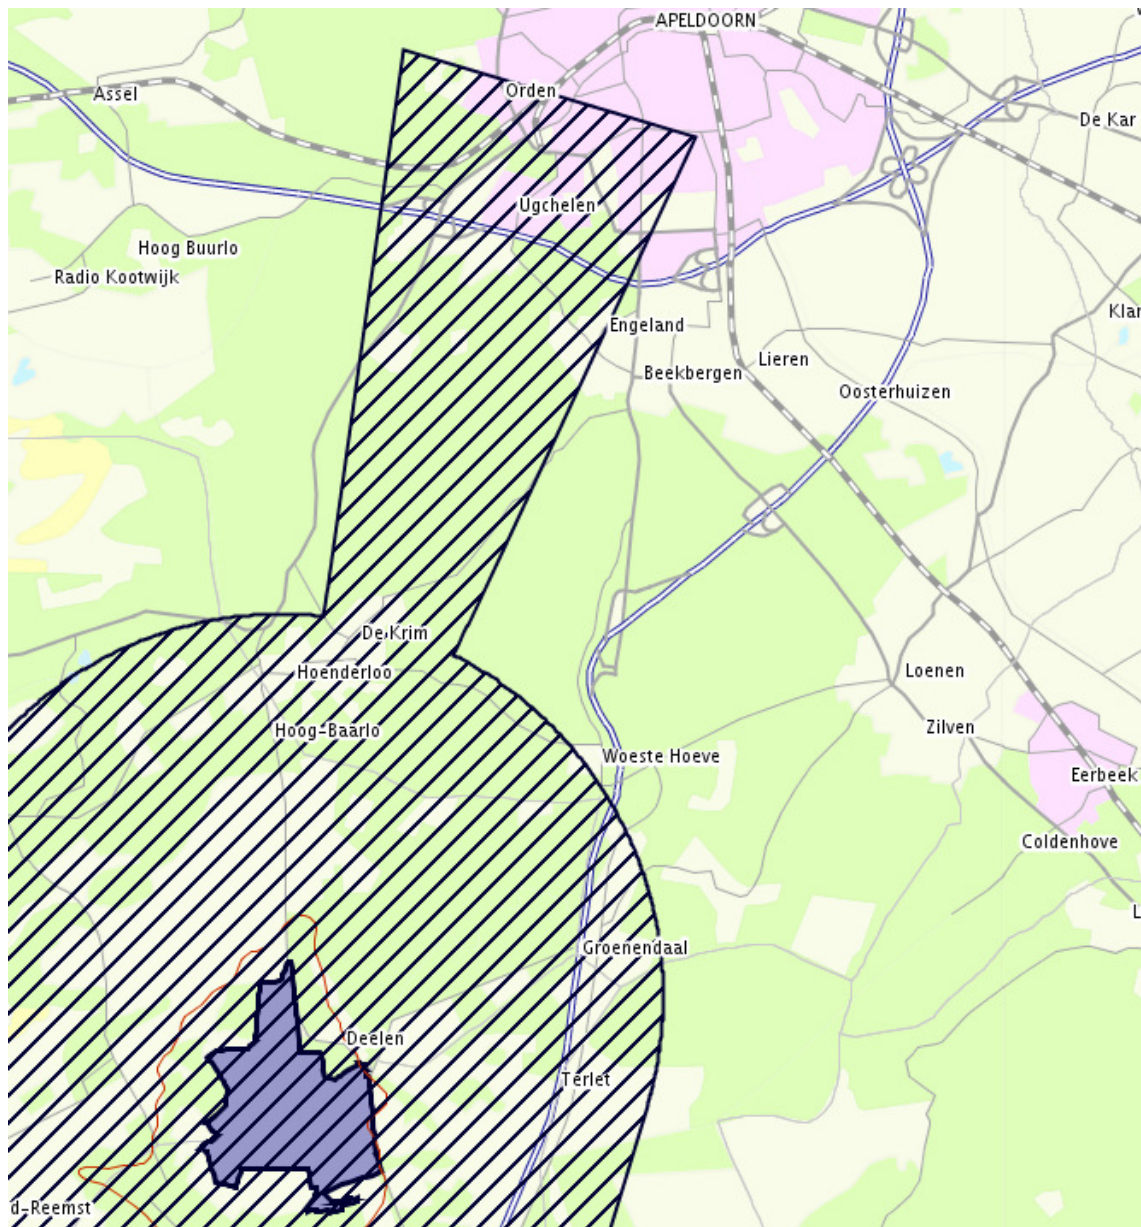 APELDOORN
Orden
Assel
De Kar
Ugchelen
Hoog Buurlo
Radio Kootwijk
Klar
Engeland
Lieren
Beekbergen
Oosterhuizen
De Krim
Hoenderloo
Loenen
Hoog-Baarlo
Zilven
Woeste Hoeve
Eerbeek
Coldenhove
L
Groenendaal
Deelen
Terlet
d-Reemst